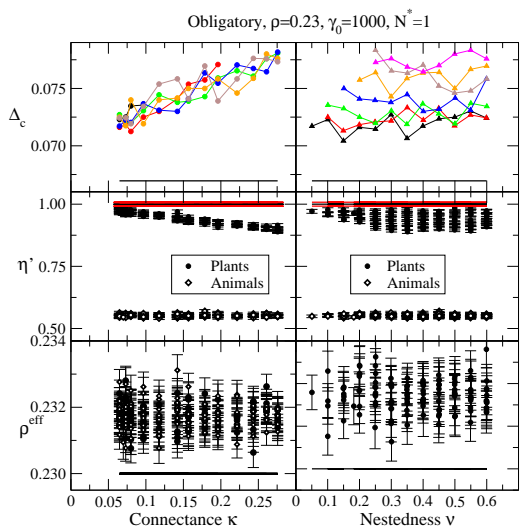 Obligatory, ρ=0.23, γ0=1000, N*=1
0.075
Δc
0.070
1.00
η'
0.75
0.50
Plants
Animals
Plants
Animals
0.234
0.232
ρ^eff
0.230
0 0.05 0.1 0.15 0.2 0.25
0 0.1 0.2 0.3 0.4 0.5 0.6
Connectance κ
Nestedness ν